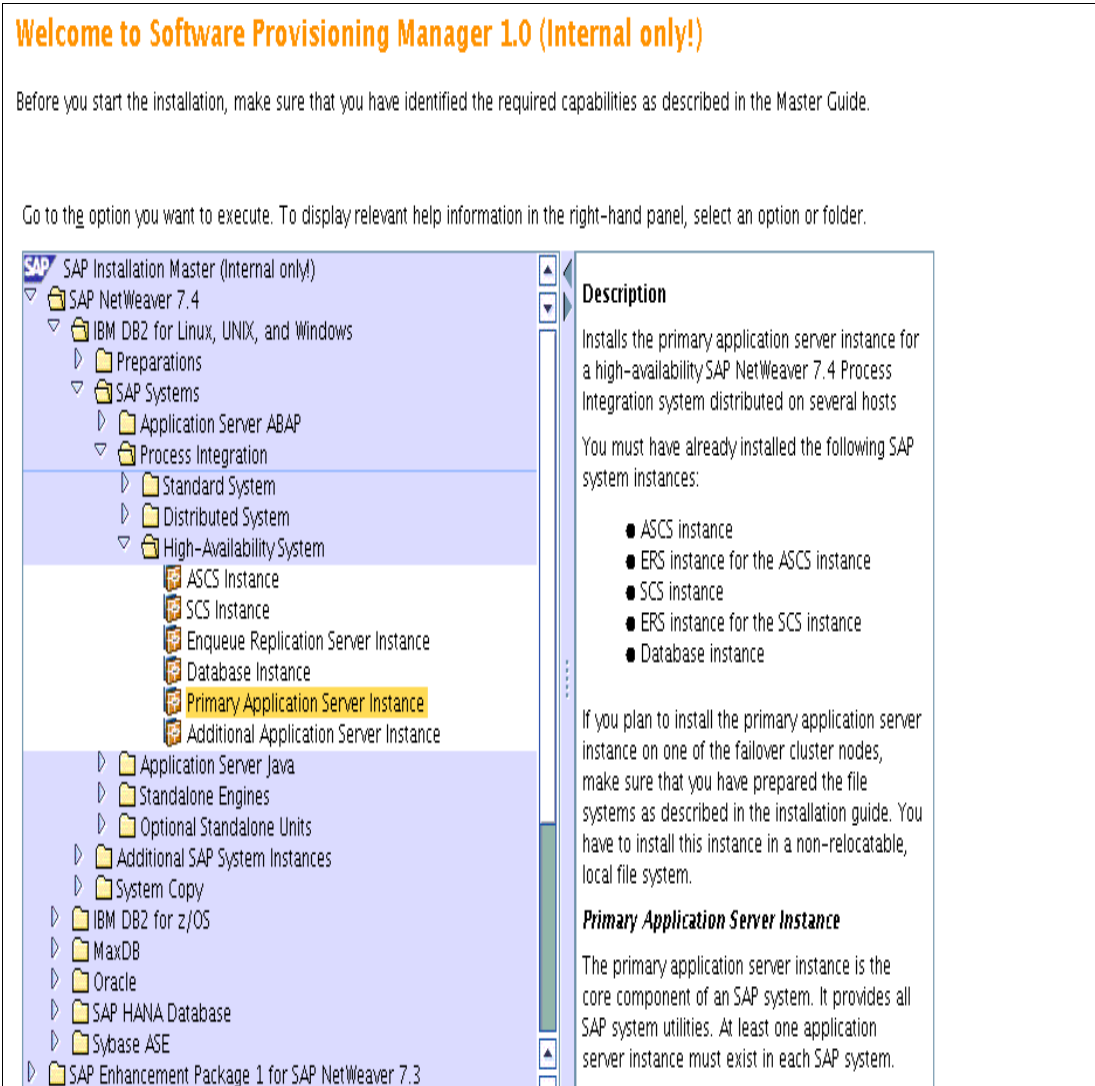 Welcome to Software Provisioning Manager 1.0 (Internal only!)
Before you start the installation, make sure that you have identified the required capabilities as described in the Master Guide.
Go to the option you want to execute. To display relevant help information in the right-hand panel, select an option or folder.
SAP SAP Installation Master (Internal only!)
SAP NetWeaver 7.4
IBM DB2 for Linux, UNIX, and Windows
Preparations
SAP Systems
Application Server ABAP
Process Integration
Standard System
Distributed System
High-Availability System
ASCS Instance
SCS Instance
Enqueue Replication Server Instance
Database Instance
Primary Application Server Instance
Additional Application Server Instance
Application Server Java
Standalone Engines
Optional Standalone Units
Additional SAP System Instances
System Copy
IBM DB2 for z/OS
MaxDB
Oracle
SAP HANA Database
Sybase ASE
SAP Enhancement Package 1 for SAP NetWeaver 7.3
Description
Installs the primary application server instance for
a high-availability SAP NetWeaver 7.4 Process
Integration system distributed on several hosts
You must have already installed the following SAP
system instances:
● ASCS instance
● ERS instance for the ASCS instance
● SCS instance
● ERS instance for the SCS instance
● Database instance
If you plan to install the primary application server
instance on one of the failover cluster nodes,
make sure that you have prepared the file
systems as described in the installation guide. You
have to install this instance in a non-relocatable,
local file system.
Primary Application Server Instance
The primary application server instance is the
core component of an SAP system. It provides all
SAP system utilities. At least one application
server instance must exist in each SAP system.